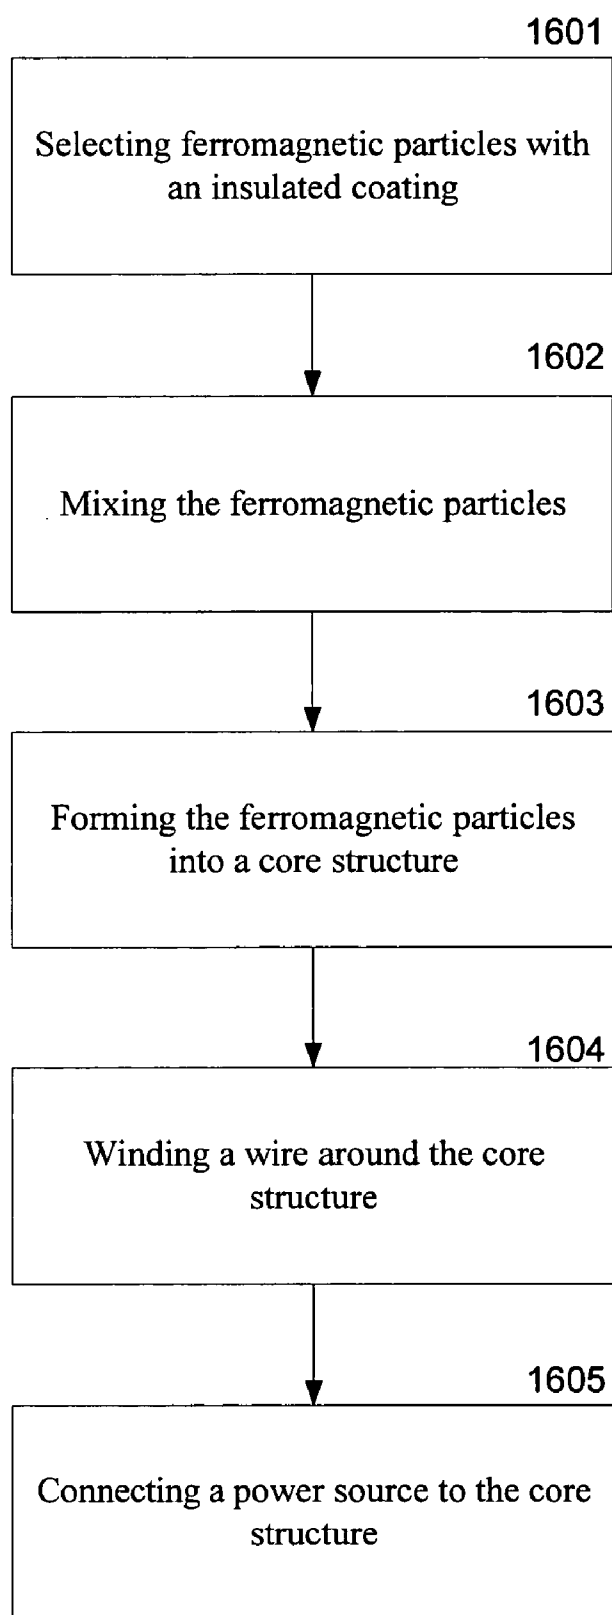 1601
Selecting ferromagnetic particles with
an insulated coating
1602
Mixing the ferromagnetic particles
1603
Forming the ferromagnetic particles
into a core structure
1604
Winding a wire around the core
structure
1605
Connecting a power source to the core
structure